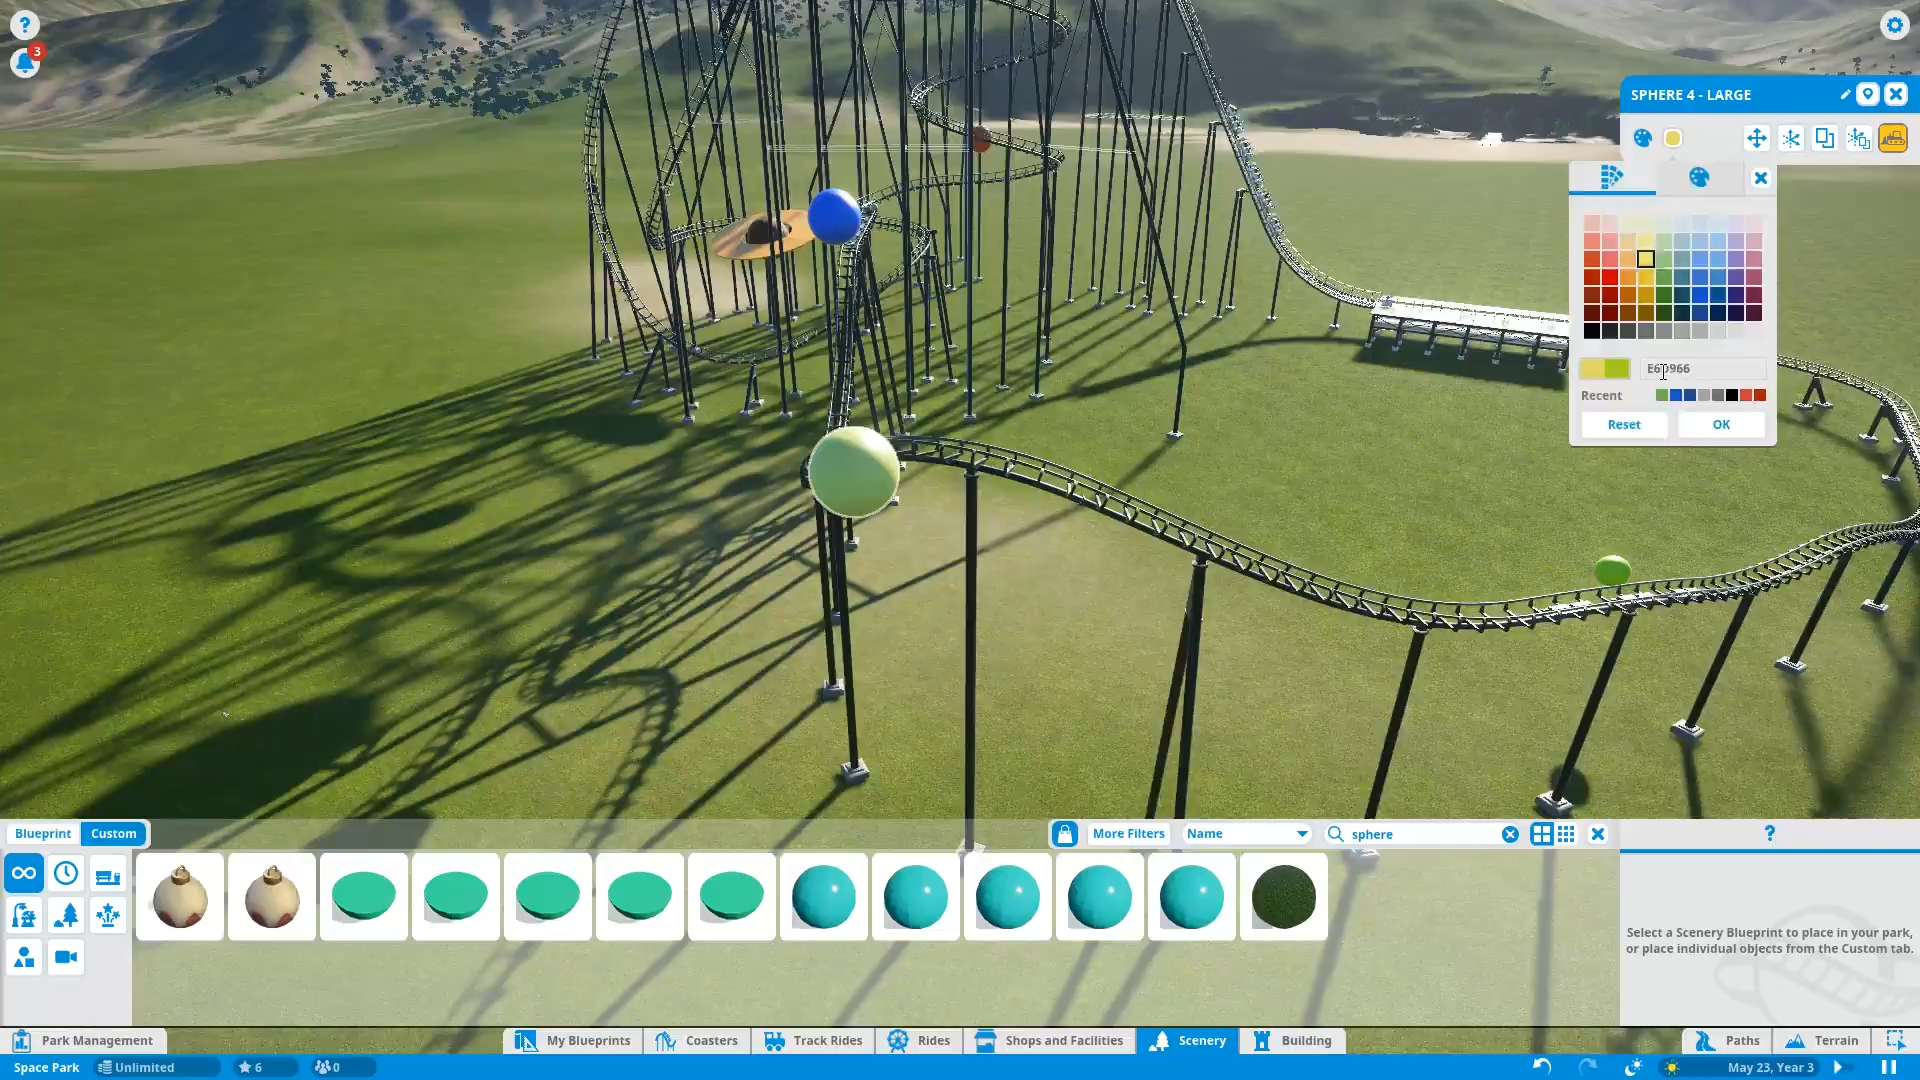 ?
3
SPHERE 4 - LARGE
E6D966
Recent
Reset
OK
Blueprint
Custom
More Filters
Name
sphere
?
Select a Scenery Blueprint to place in your park,
or place individual objects from the Custom tab.
Park Management
My Blueprints
Coasters
Track Rides
Rides
Shops and Facilities
Scenery
Building
Paths
Terrain
Space Park
Unlimited
6
0
May 23, Year 3